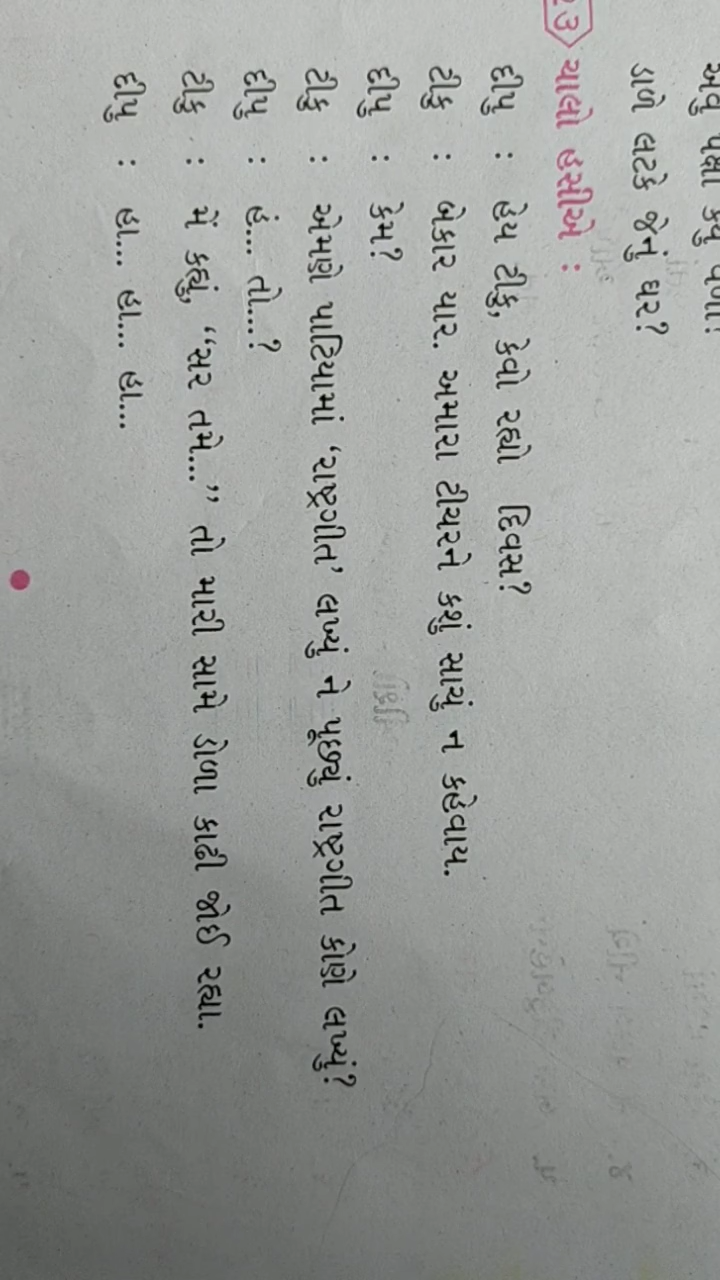 ડાળે લટકે જેનું ઘર?
ચાલો હસીએ :
દીપુ : હેય ટીકુ, કેવો રહ્યો દિવસ?
ટીકુ : બેકાર યાર. અમારા ટીચરને કશું સાચું ન કહેવાય.
દીપુ : કેમ?
ટીકુ : એમણે પાટિયામાં ‘રાષ્ટ્રગીત’ લખ્યું ને પૂછ્યું રાષ્ટ્રગીત કોણે લખ્યું?
દીપુ : હં... તો...?
ટીકુ : મેં કહ્યું, “સર તમે...” તો મારી સામે ડોળા કાઢી જોઈ રહ્યા.
દીપુ : હા... હા... હા...